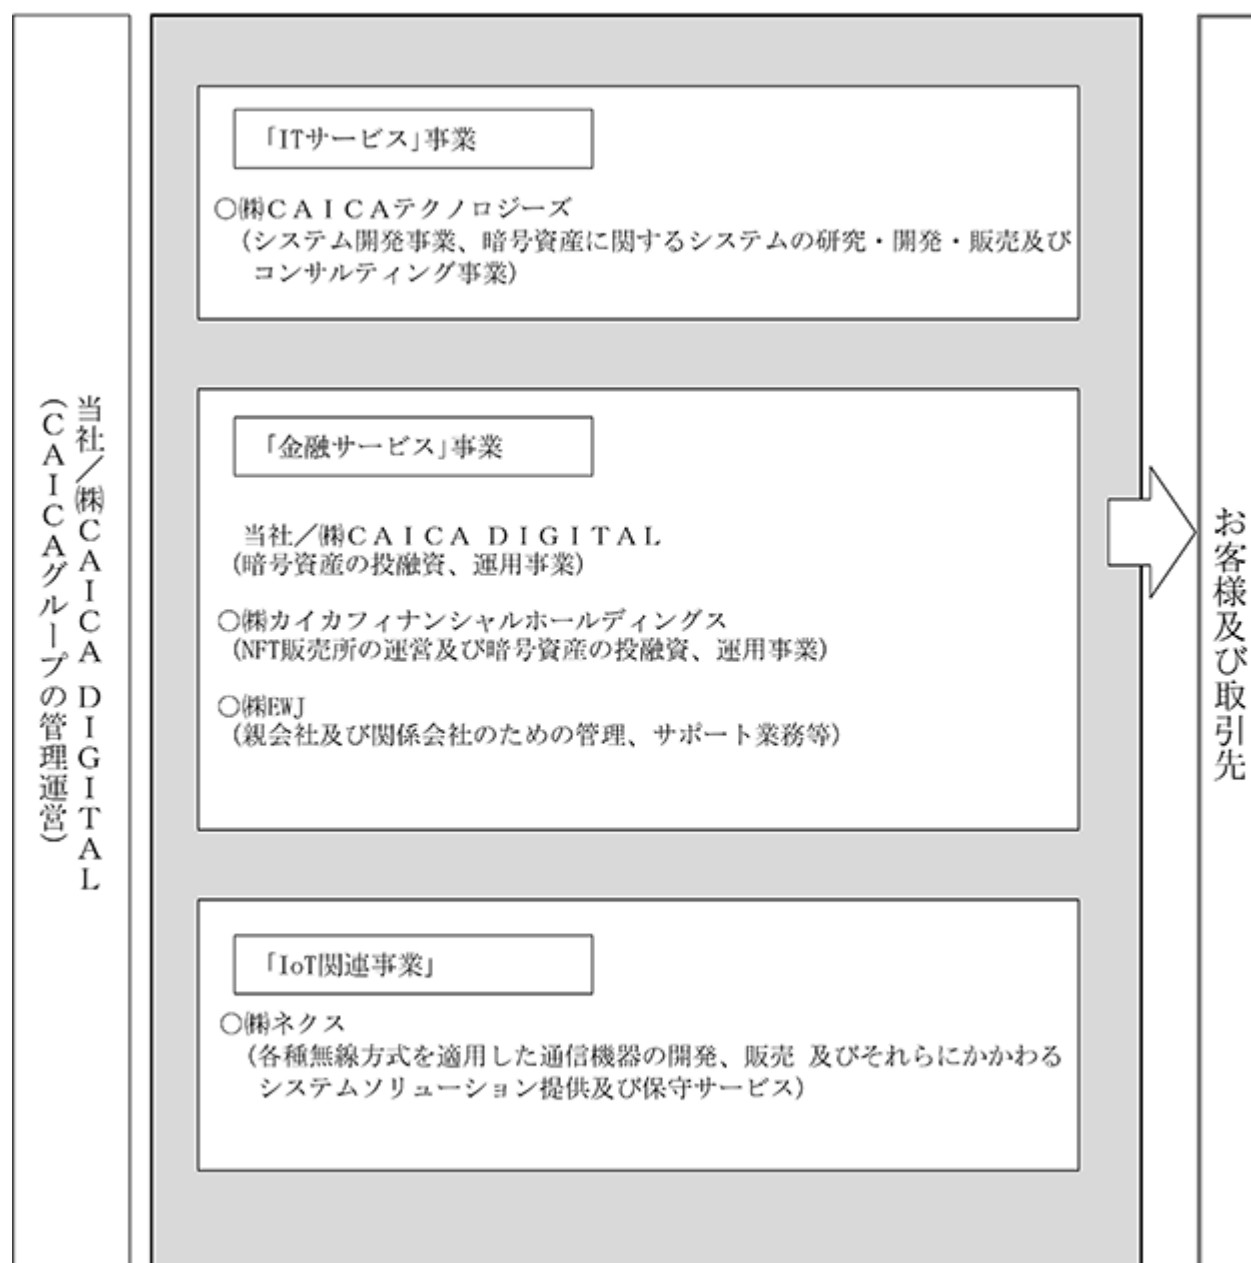 当社／㈱ＣＡＩＣＡ ＤＩＧＩＴＡＬ
（ＣＡＩＣＡグループの管理運営）
「ITサービス」事業
○㈱ＣＡＩＣＡテクノロジーズ
（システム開発事業、暗号資産に関するシステムの研究・開発・販売及び
コンサルティング事業）
「金融サービス」事業
当社／㈱ＣＡＩＣＡ ＤＩＧＩＴＡＬ
（暗号資産の投融資、運用事業）
○㈱カイカフィナンシャルホールディングス
（NFT販売所の運営及び暗号資産の投融資、運用事業）
○㈱EWJ
（親会社及び関係会社のための管理、サポート業務等）
「IoT関連事業」
○㈱ネクス
（各種無線方式を適用した通信機器の開発、販売 及びそれらにかかわる
システムソリューション提供及び保守サービス）
お客様及び取引先